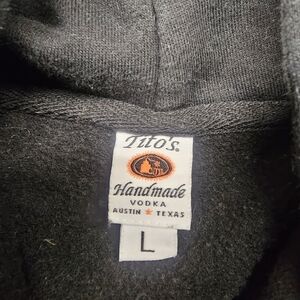 Tito's
Handmade
VODKA
AUSTIN ★ TEXAS
L